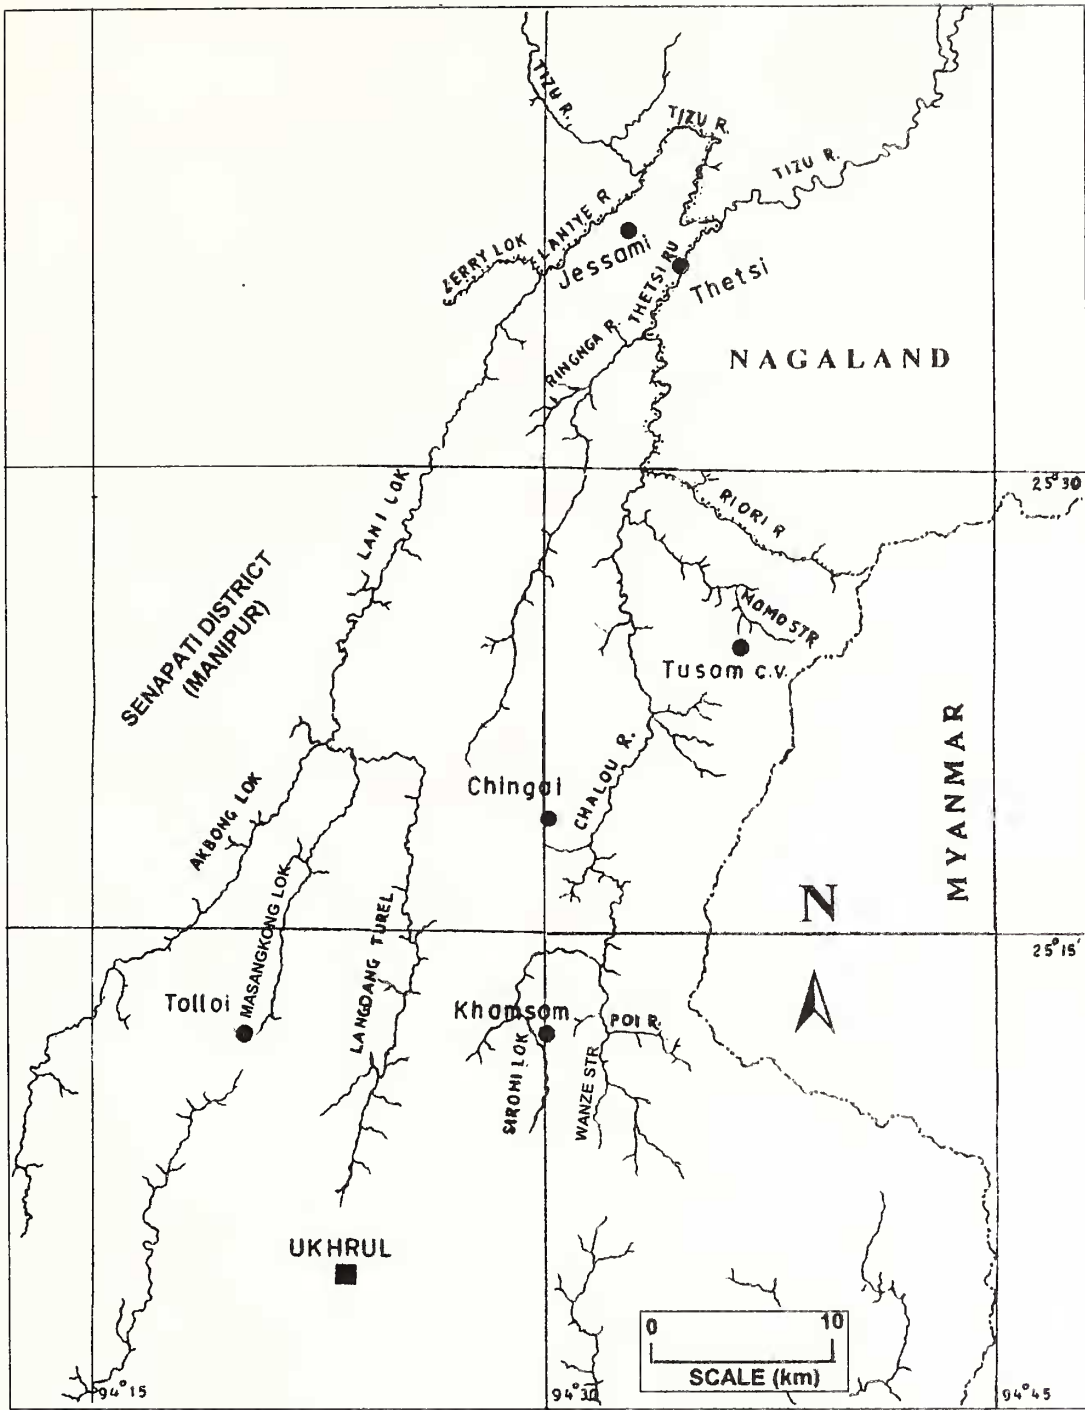 TIZU R.
TIZU R.
TIZU R.
LANIYE R
ZERRY LOK
Jessami
THETSI RU
Thetsi
RINGNGA R.
NAGALAND
25°30
LANI LOK
RIORI R
SENAPATI DISTRICT
(MANIPUR)
MOMO STR
Tusom C.V.
MYANMAR
CHALOU R.
Chingai
AKBONG LOK
MASANGKONG LOK
LANGDANG TUREL
N
25°15'
Talloi
Khamsom
POI R.
SIROHI LOK
WANZE STR
UKHRUL
0 10
SCALE (km)
94°15
94°30
94°45